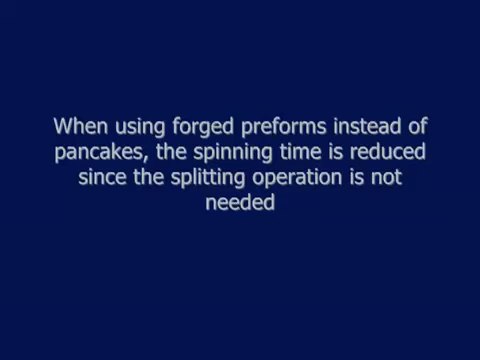 When using forged preforms instead of
pancakes, the spinning time is reduced
since the splitting operation is not
needed